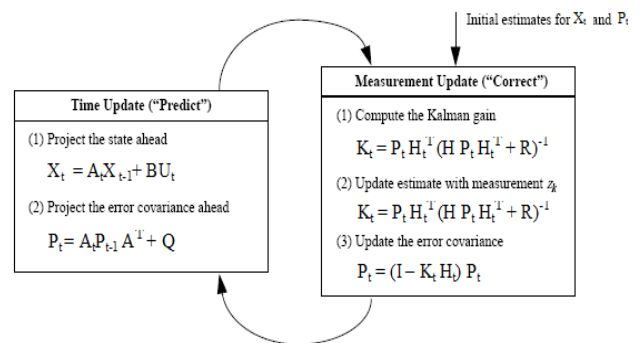 Initial estimates for Xₜ and Pₜ
Time Update (“Predict”)
(1) Project the state ahead
Xₜ = AₜX ₜ₋₁+ BUₜ
(2) Project the error covariance ahead
Pₜ= AₜPₜ₋₁ Aᵀ+ Q
Measurement Update (“Correct”)
(1) Compute the Kalman gain
Kₜ = Pₜ Hₜᵀ (H Pₜ Hₜᵀ + R)⁻¹
(2) Update estimate with measurement zₖ
Kₜ = Pₜ Hₜᵀ (H Pₜ Hₜᵀ + R)⁻¹
(3) Update the error covariance
Pₜ = (I – Kₜ Hₜ) Pₜ